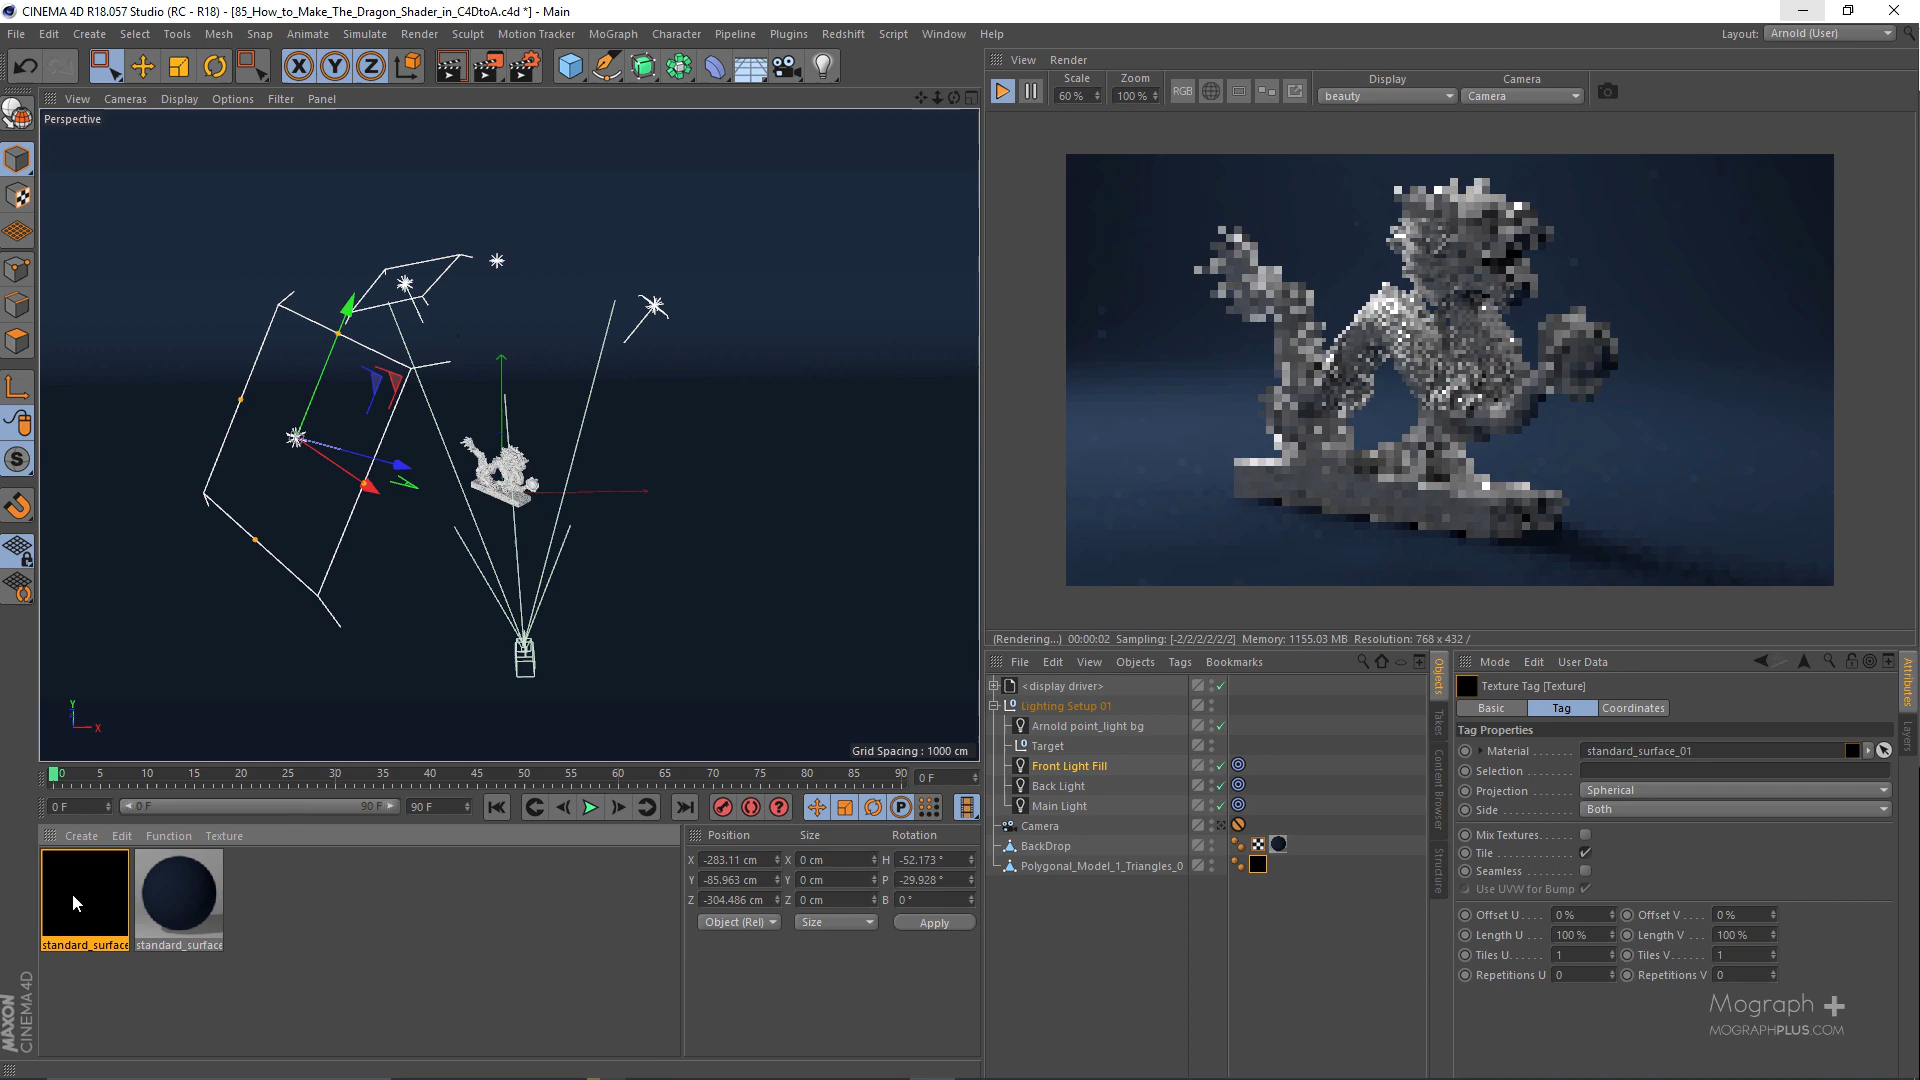 CINEMA 4D R18.057 Studio (RC - R18) - [85_How_to_Make_The_Dragon_Shader_in_C4DtoA.c4d *] - Main
File Edit Create Select Tools Mesh Snap Animate Simulate Render Sculpt Motion Tracker MoGraph Character Pipeline Plugins Redshift Script Window Help
Layout: Arnold (User)
X Y Z
View Cameras Display Options Filter Panel
Perspective
Grid Spacing : 1000 cm
Y
Z
X
0 5 10 15 20 25 30 35 40 45 50 55 60 65 70 75 80 85 90 0 F
0 F 0 F 90 F 90 F
P
Create Edit Function Texture
standard_surface
standard_surface
MAXON
CINEMA 4D
Position Size Rotation
X -283.11 cm X 0 cm H -52.173 °
Y -85.963 cm Y 0 cm P -29.928 °
Z -304.486 cm Z 0 cm B 0 °
Object (Rel) Size Apply
View Render
Scale Zoom Display Camera
60 % 100 % RGB beauty Camera
(Rendering...) 00:00:02 Sampling: [-2/2/2/2/2/2] Memory: 1155.03 MB Resolution: 768 x 432 /
File Edit View Objects Tags Bookmarks
<display driver>
Lighting Setup 01
Arnold point_light bg
Target
Front Light Fill
Back Light
Main Light
Camera
BackDrop
Polygonal_Model_1_Triangles_0
Objects
Takes
Content Browser
Structure
Mode Edit User Data
Texture Tag [Texture]
Basic Tag Coordinates
Tag Properties
Material standard_surface_01
Selection
Projection Spherical
Side Both
Mix Textures
Tile
Seamless
Use UVW for Bump
Offset U 0 % Offset V 0 %
Length U 100 % Length V 100 %
Tiles U 1 Tiles V 1
Repetitions U 0 Repetitions V 0
Attributes
Layers
Mograph +
MOGRAPHPLUS.COM